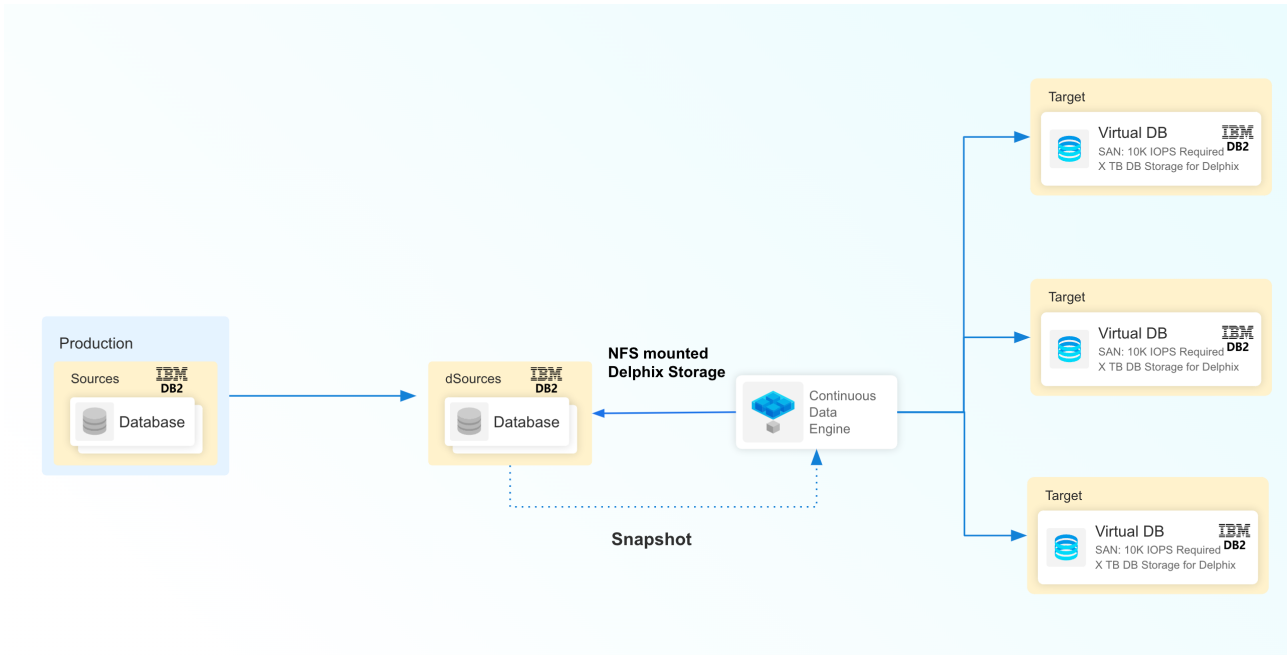 Production
Sources
IBM
DB2
Database
dSources
IBM
DB2
Database
NFS mounted
Delphix Storage
Continuous
Data
Engine
Snapshot
Target
Virtual DB
IBM
DB2
SAN: 10K IOPS Required
X TB DB Storage for Delphix
Target
Virtual DB
IBM
DB2
SAN: 10K IOPS Required
X TB DB Storage for Delphix
Target
Virtual DB
IBM
DB2
SAN: 10K IOPS Required
X TB DB Storage for Delphix